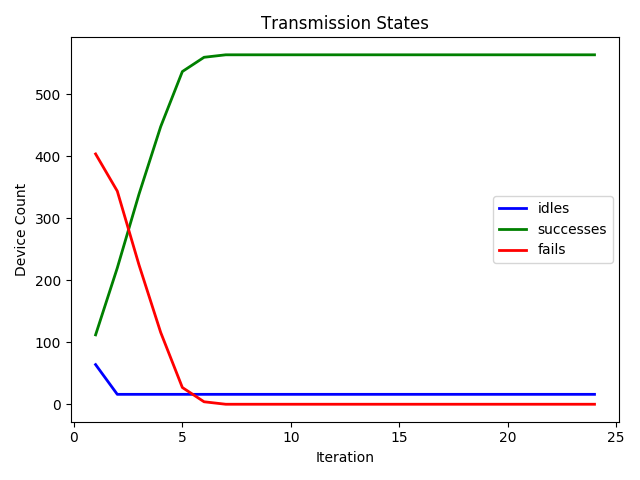 Transmission States
Device Count
500
400
300
200
100
0
idles
successes
fails
0 5 10 15 20 25
Iteration